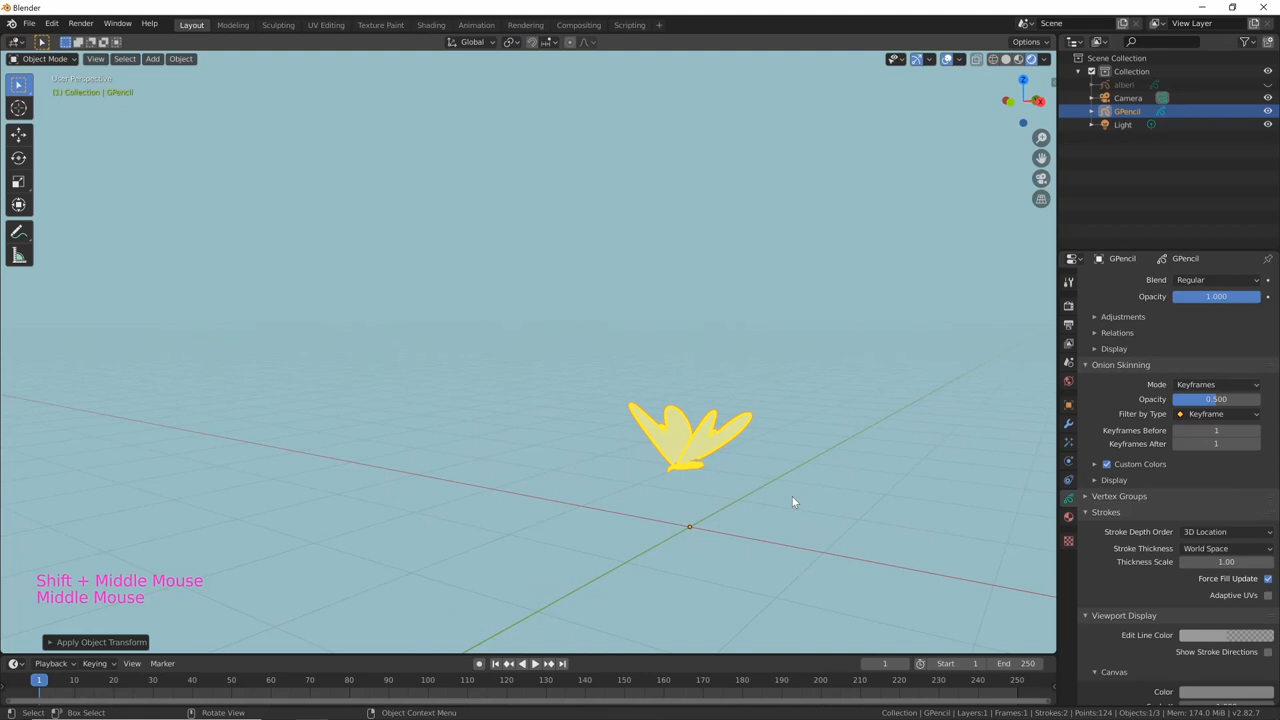 Blender
File Edit Render Window Help Layout Modeling Sculpting UV Editing Texture Paint Shading Animation Rendering Compositing Scripting + Scene View Layer
Global Options
Object Mode View Select Add Object
User Perspective
(1) Collection | GPencil
Z
X
Scene Collection
Collection
alberi
Camera
GPencil
Light
GPencil GPencil
Blend Regular
Opacity 1.000
Adjustments
Relations
Display
Onion Skinning
Mode Keyframes
Opacity 0.500
Filter by Type Keyframe
Keyframes Before 1
Keyframes After 1
Custom Colors
Display
Vertex Groups
Strokes
Stroke Depth Order 3D Location
Stroke Thickness World Space
Thickness Scale 1.00
Force Fill Update
Adaptive UVs
Viewport Display
Edit Line Color
Show Stroke Directions
Canvas
Color
Shift + Middle Mouse
Middle Mouse
Apply Object Transform
Playback Keying View Marker 1 Start 1 End 250
1 10 20 30 40 50 60 70 80 90 100 110 120 130 140 150 160 170 180 190 200 210 220 230 240 250
Select Box Select Rotate View Object Context Menu Collection | GPencil | Layers:1 | Frames:1 | Strokes:2 | Points:124 | Objects:1/3 | Mem: 174.0 MiB | v2.82.7